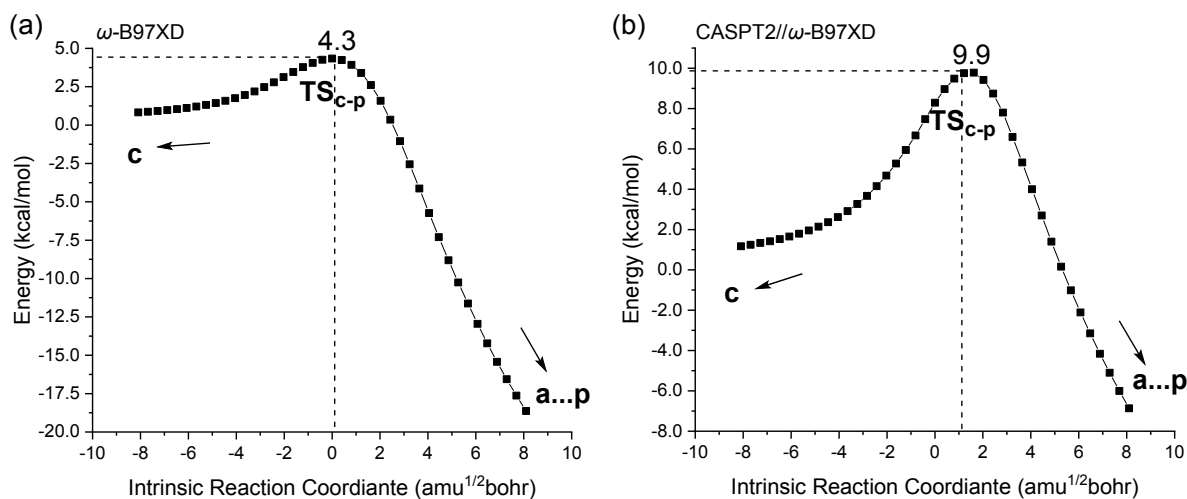 (a)
ω-B97XD
4.3
5.0
2.5
0.0
-2.5
-5.0
-7.5
-10.0
-12.5
-15.0
-17.5
-20.0
Energy (kcal/mol)
TSc-p
c
a...p
-10 -8 -6 -4 -2 0 2 4 6 8 10
Intrinsic Reaction Coordiante (amu1/2bohr)
(b)
CASPT2//ω-B97XD
9.9
10.0
8.0
6.0
4.0
2.0
0.0
-2.0
-4.0
-6.0
-8.0
Energy (kcal/mol)
TSc-p
c
a...p
-10 -8 -6 -4 -2 0 2 4 6 8 10
Intrinsic Reaction Coordiante (amu1/2bohr)